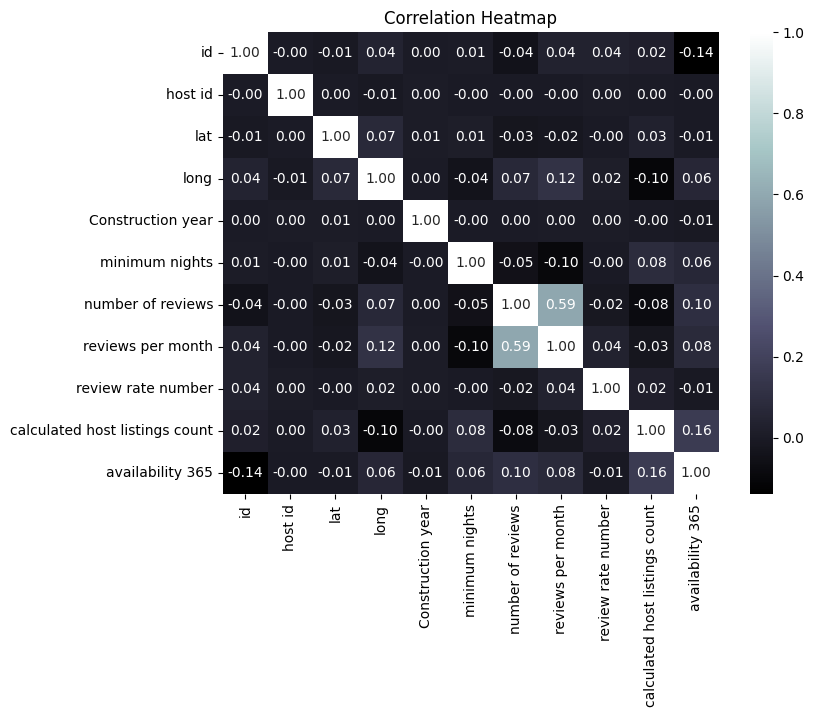 Correlation Heatmap
id 1.00 -0.00 -0.01 0.04 0.00 0.01 -0.04 0.04 0.04 0.02 -0.14
host id -0.00 1.00 0.00 -0.01 0.00 -0.00 -0.00 -0.00 0.00 0.00 -0.00
lat -0.01 0.00 1.00 0.07 0.01 0.01 -0.03 -0.02 -0.00 0.03 -0.01
long 0.04 -0.01 0.07 1.00 0.00 -0.04 0.07 0.12 0.02 -0.10 0.06
Construction year 0.00 0.00 0.01 0.00 1.00 -0.00 0.00 0.00 0.00 -0.00 -0.01
minimum nights 0.01 -0.00 0.01 -0.04 -0.00 1.00 -0.05 -0.10 -0.00 0.08 0.06
number of reviews -0.04 -0.00 -0.03 0.07 0.00 -0.05 1.00 0.59 -0.02 -0.08 0.10
reviews per month 0.04 -0.00 -0.02 0.12 0.00 -0.10 0.59 1.00 0.04 -0.03 0.08
review rate number 0.04 0.00 -0.00 0.02 0.00 -0.00 -0.02 0.04 1.00 0.02 -0.01
calculated host listings count 0.02 0.00 0.03 -0.10 -0.00 0.08 -0.08 -0.03 0.02 1.00 0.16
availability 365 -0.14 -0.00 -0.01 0.06 -0.01 0.06 0.10 0.08 -0.01 0.16 1.00
id
host id
lat
long
Construction year
minimum nights
number of reviews
reviews per month
review rate number
calculated host listings count
availability 365
1.0
0.8
0.6
0.4
0.2
0.0